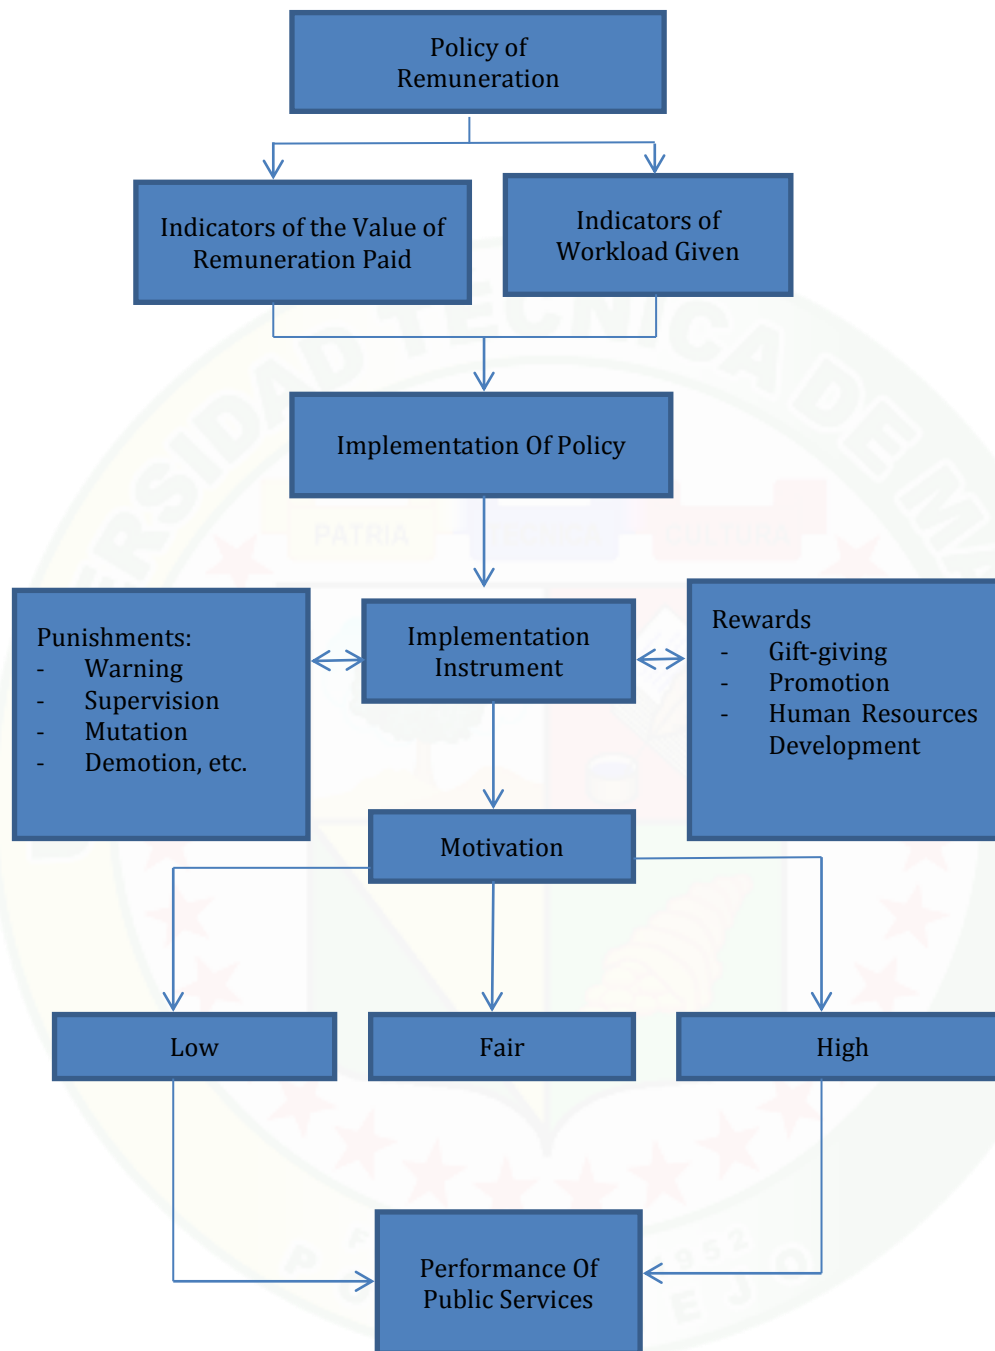 Policy of
Remuneration
Indicators of the Value of
Remuneration Paid
Indicators of
Workload Given
Implementation Of Policy
Punishments:
- Warning
- Supervision
- Mutation
- Demotion, etc.
Implementation
Instrument
Rewards
- Gift-giving
- Promotion
- Human Resources
Development
Motivation
Low
Fair
High
Performance Of
Public Services
PATRIA
CULTURA